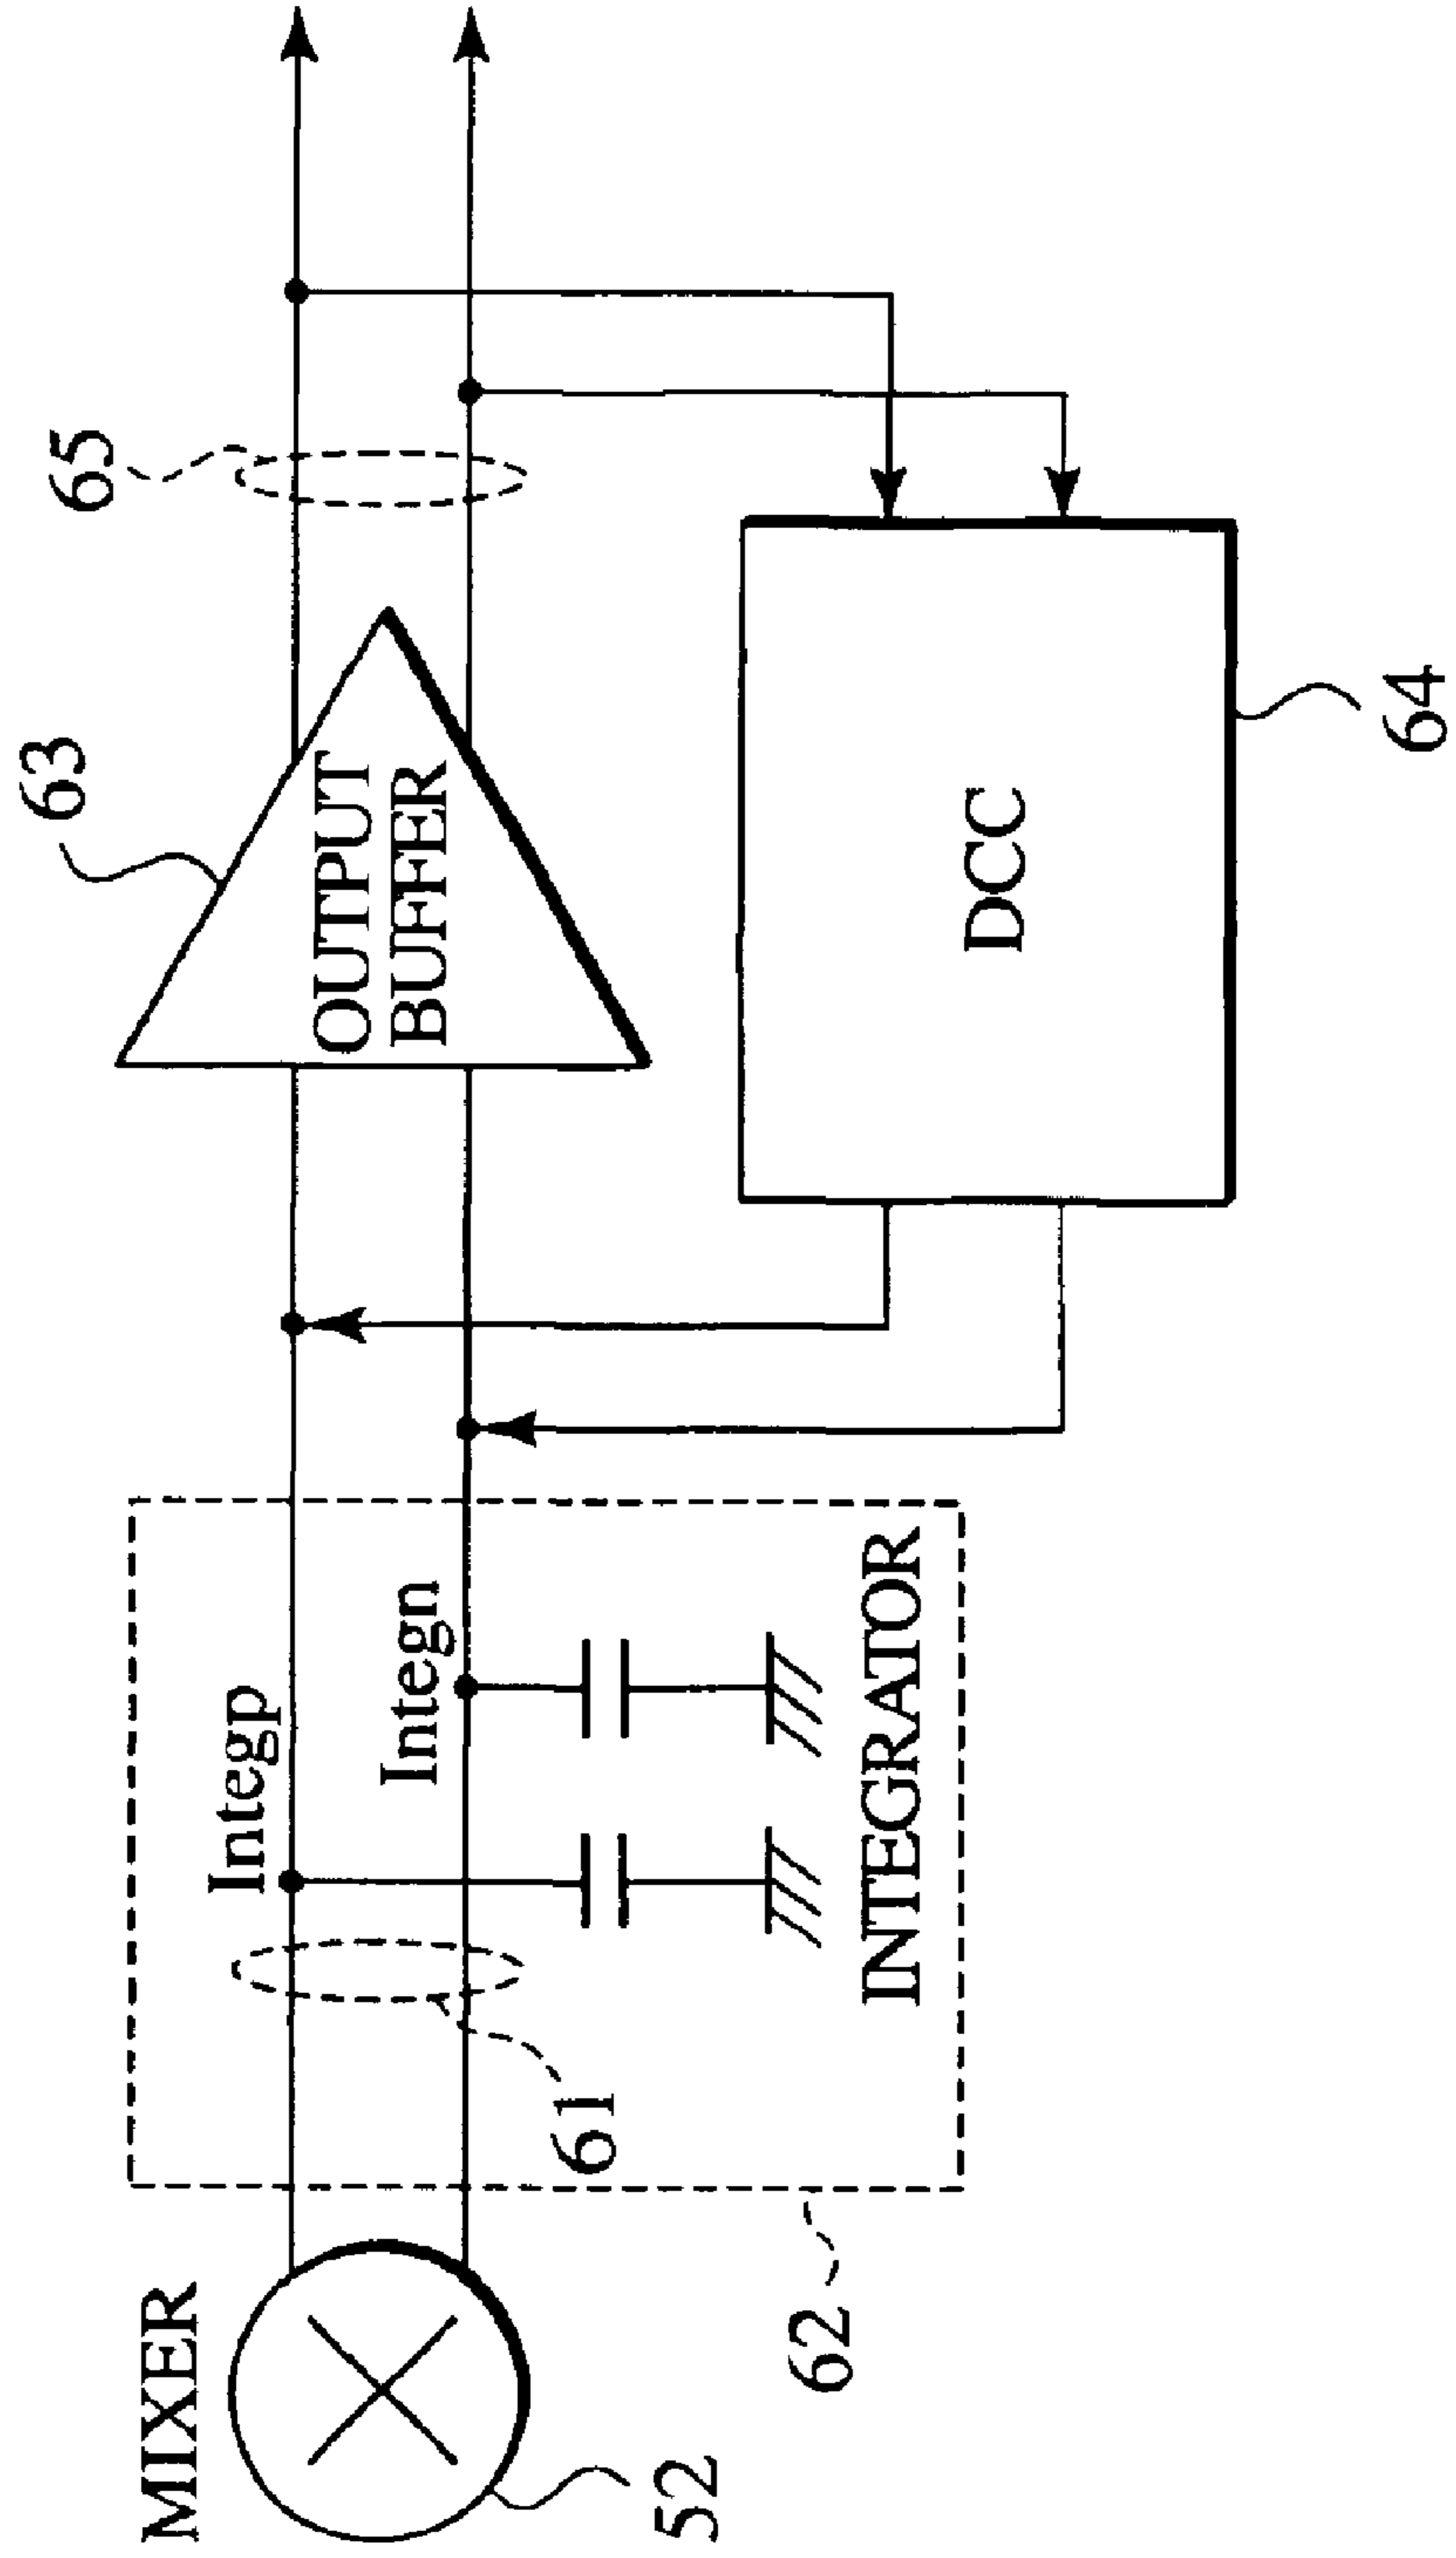 MIXER
52
62
61
Integp
Integn
INTEGRATOR
63
OUTPUT
BUFFER
65
DCC
64